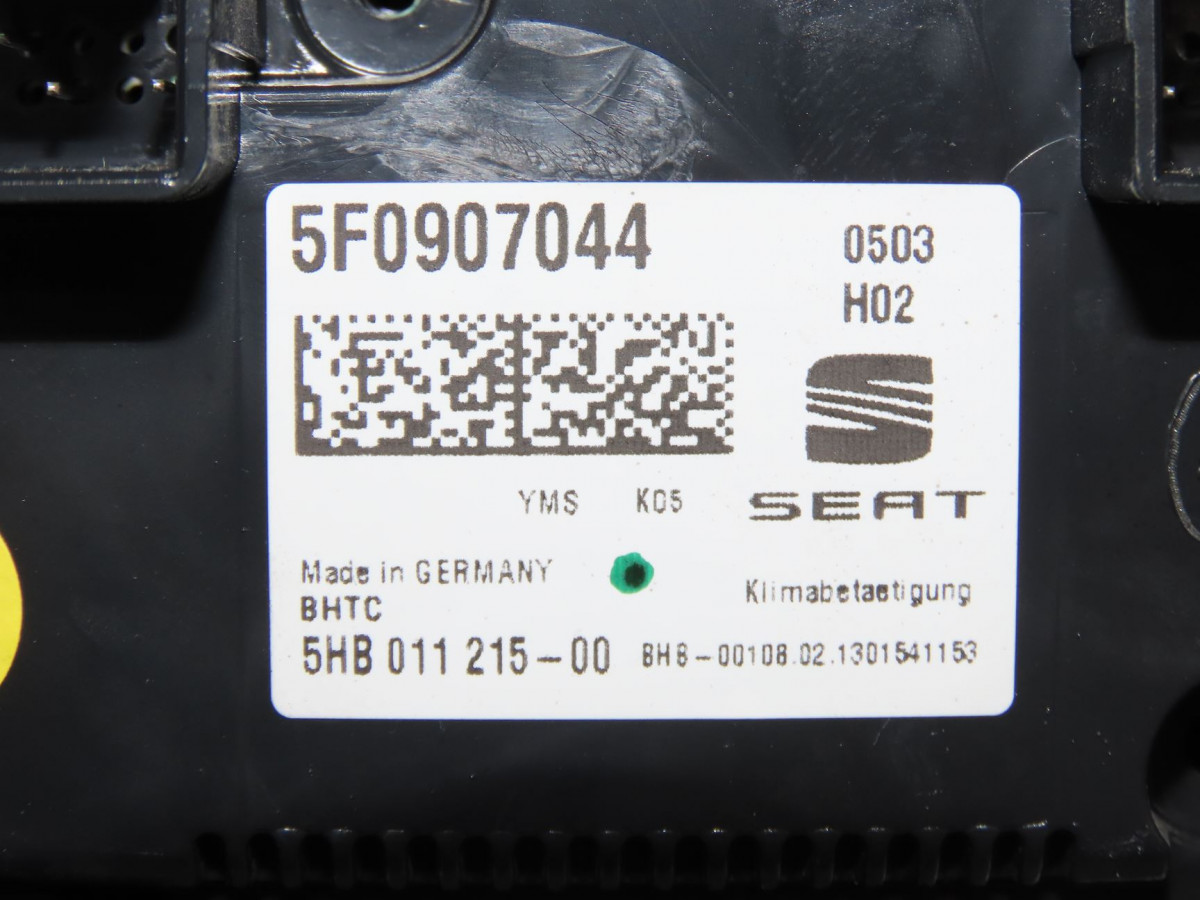 5F0907044
0503
H02
YMS K05
SEAT
Made in GERMANY
BHTC
Klimabetaetigung
5HB 011 215-00
BH8-00108.02.1301541153